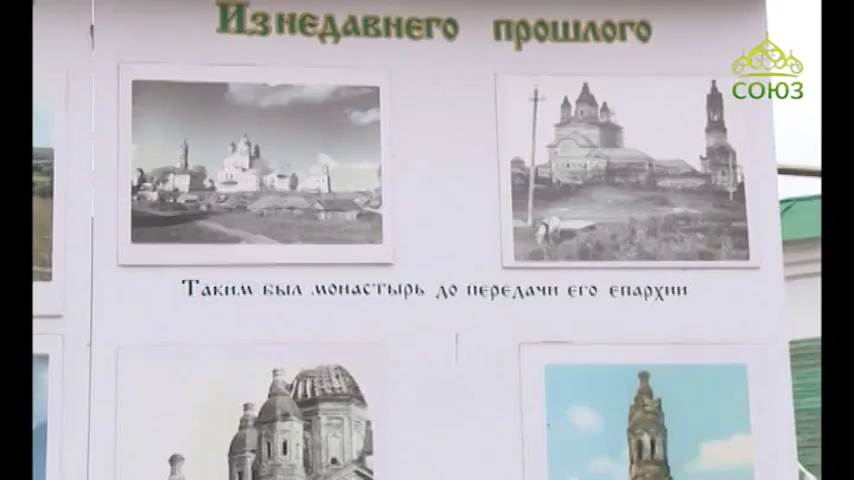 Из недавнего прошлого
СОЮЗ
Таким был монастырь до передачи его епархии